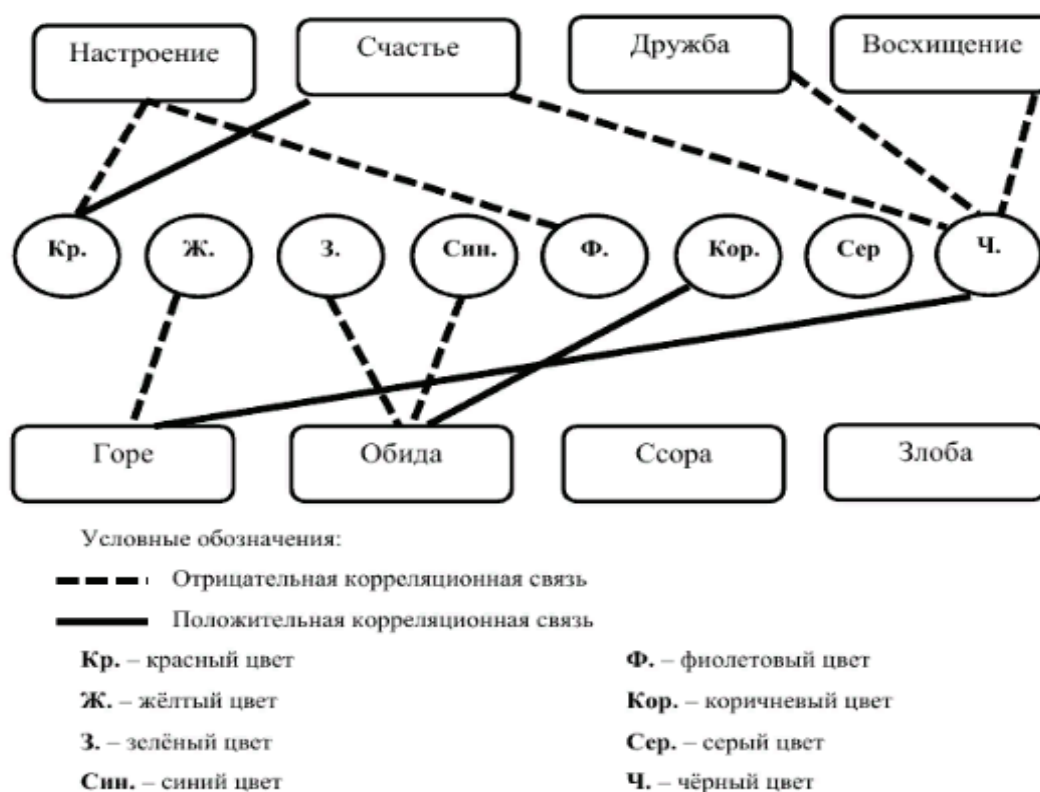 Настроение Счастье Дружба Восхищение
Кр. Ж. З. Син. Ф. Кор. Сер Ч.
Горе Обида Ссора Злоба
Условные обозначения:
Отрицательная корреляционная связь
Положительная корреляционная связь
Кр. – красный цвет Ф. – фиолетовый цвет
Ж. – жёлтый цвет Кор. – коричневый цвет
З. – зелёный цвет Сер. – серый цвет
Син. – синий цвет Ч. – чёрный цвет